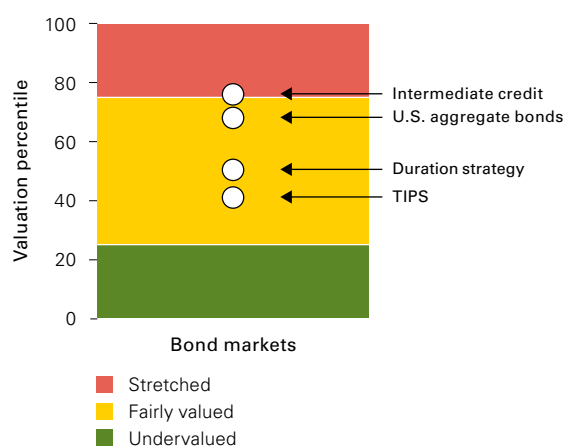 100
80
60
40
20
0
Valuation percentile
Intermediate credit
U.S. aggregate bonds
Duration strategy
TIPS
Bond markets
Stretched
Fairly valued
Undervalued